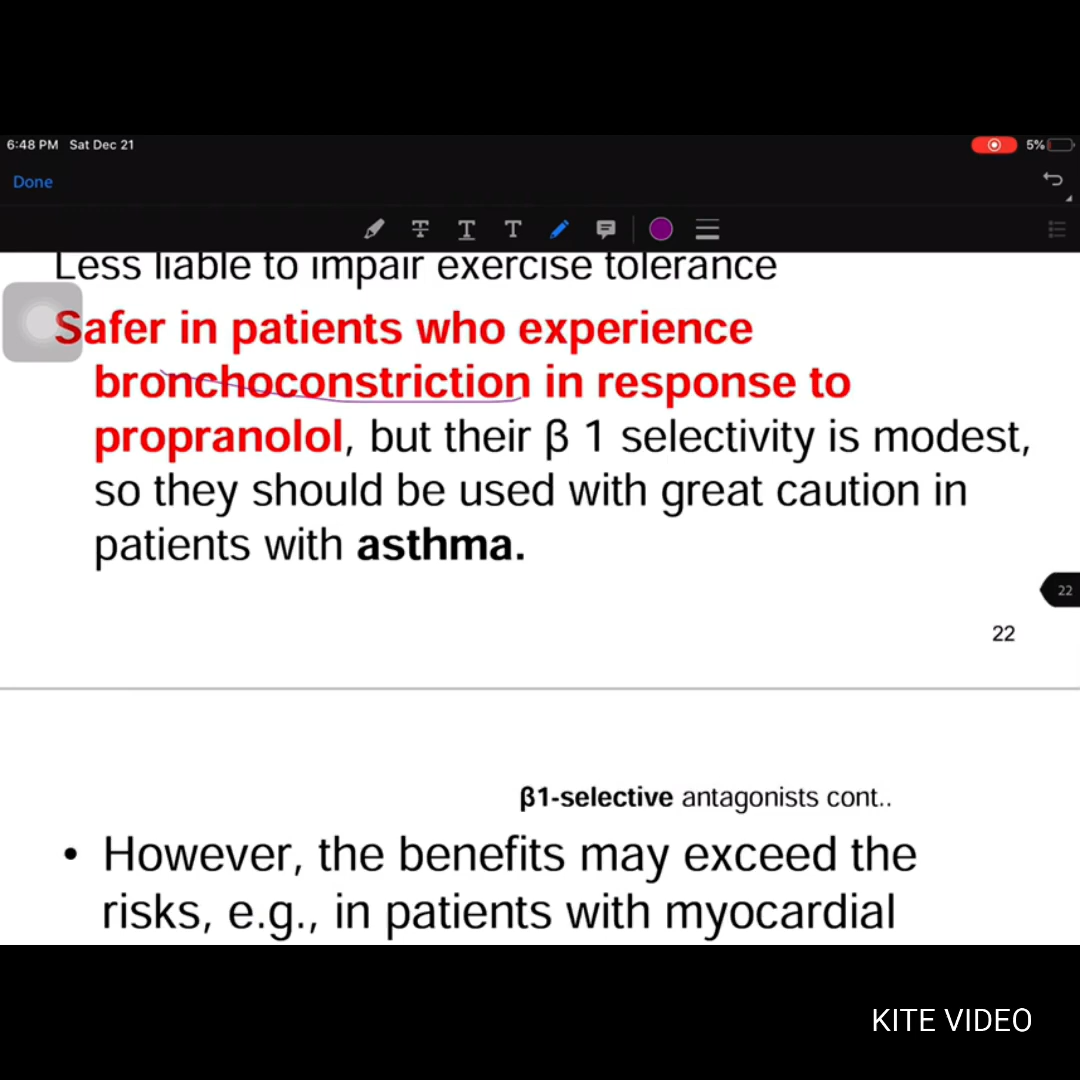 6:48 PM Sat Dec 21
5%
Done
Less liable to impair exercise tolerance
Safer in patients who experience
bronchoconstriction in response to
propranolol, but their β 1 selectivity is modest,
so they should be used with great caution in
patients with asthma.
22
22
β1-selective antagonists cont..
• However, the benefits may exceed the
risks, e.g., in patients with myocardial
KITE VIDEO